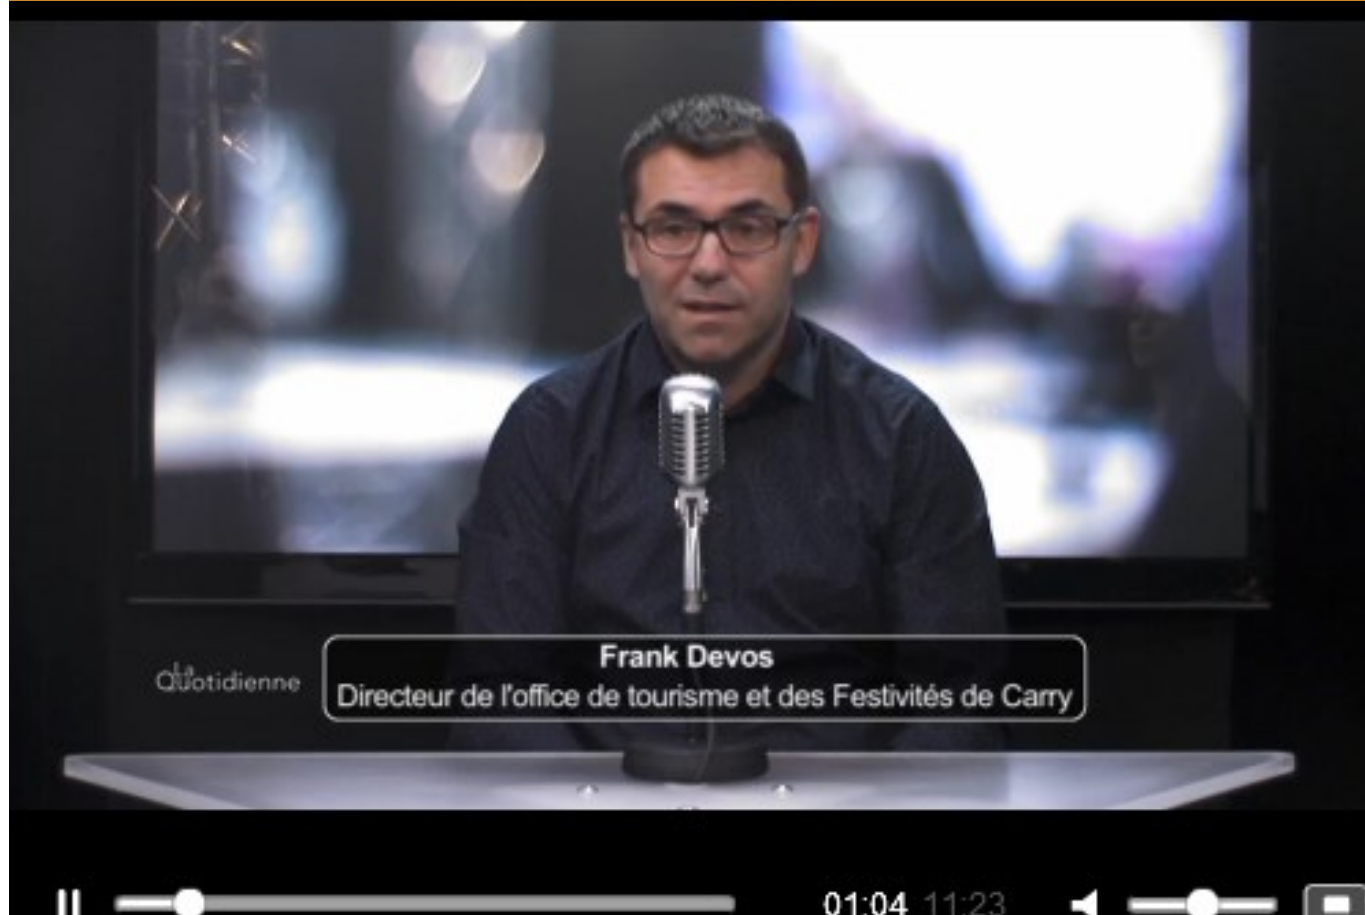 La
Quotidienne
Frank Devos
Directeur de l'office de tourisme et des Festivités de Carry
01:04 11:23